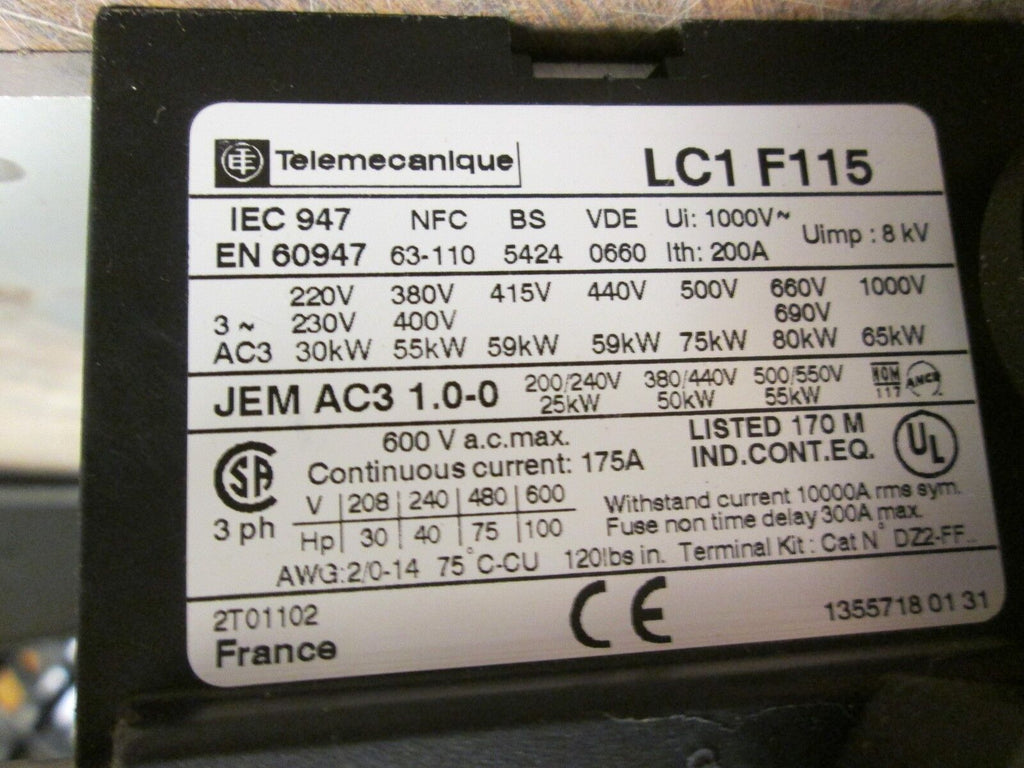 Telemecanique LC1 F115
IEC 947 NFC BS VDE Ui: 1000V~ Uimp : 8 kV
EN 60947 63-110 5424 0660 Ith: 200A
220V 380V 415V 440V 500V 660V 1000V
3 ~ 230V 400V 690V
AC3 30kW 55kW 59kW 59kW 75kW 80kW 65kW
JEM AC3 1.0-0 200/240V 380/440V 500/550V NOM ANCE
25kW 50kW 55kW 117
600 V a.c.max. LISTED 170 M UL
SA Continuous current: 175A IND.CONT.EQ.
V 208 240 480 600 Withstand current 10000A rms sym.
3 ph Hp 30 40 75 100 Fuse non time delay 300A max.
AWG:2/0-14 75°C-CU 120lbs in. Terminal Kit : Cat N° DZ2-FF..
2T01102 CE 1355718 01 31
France